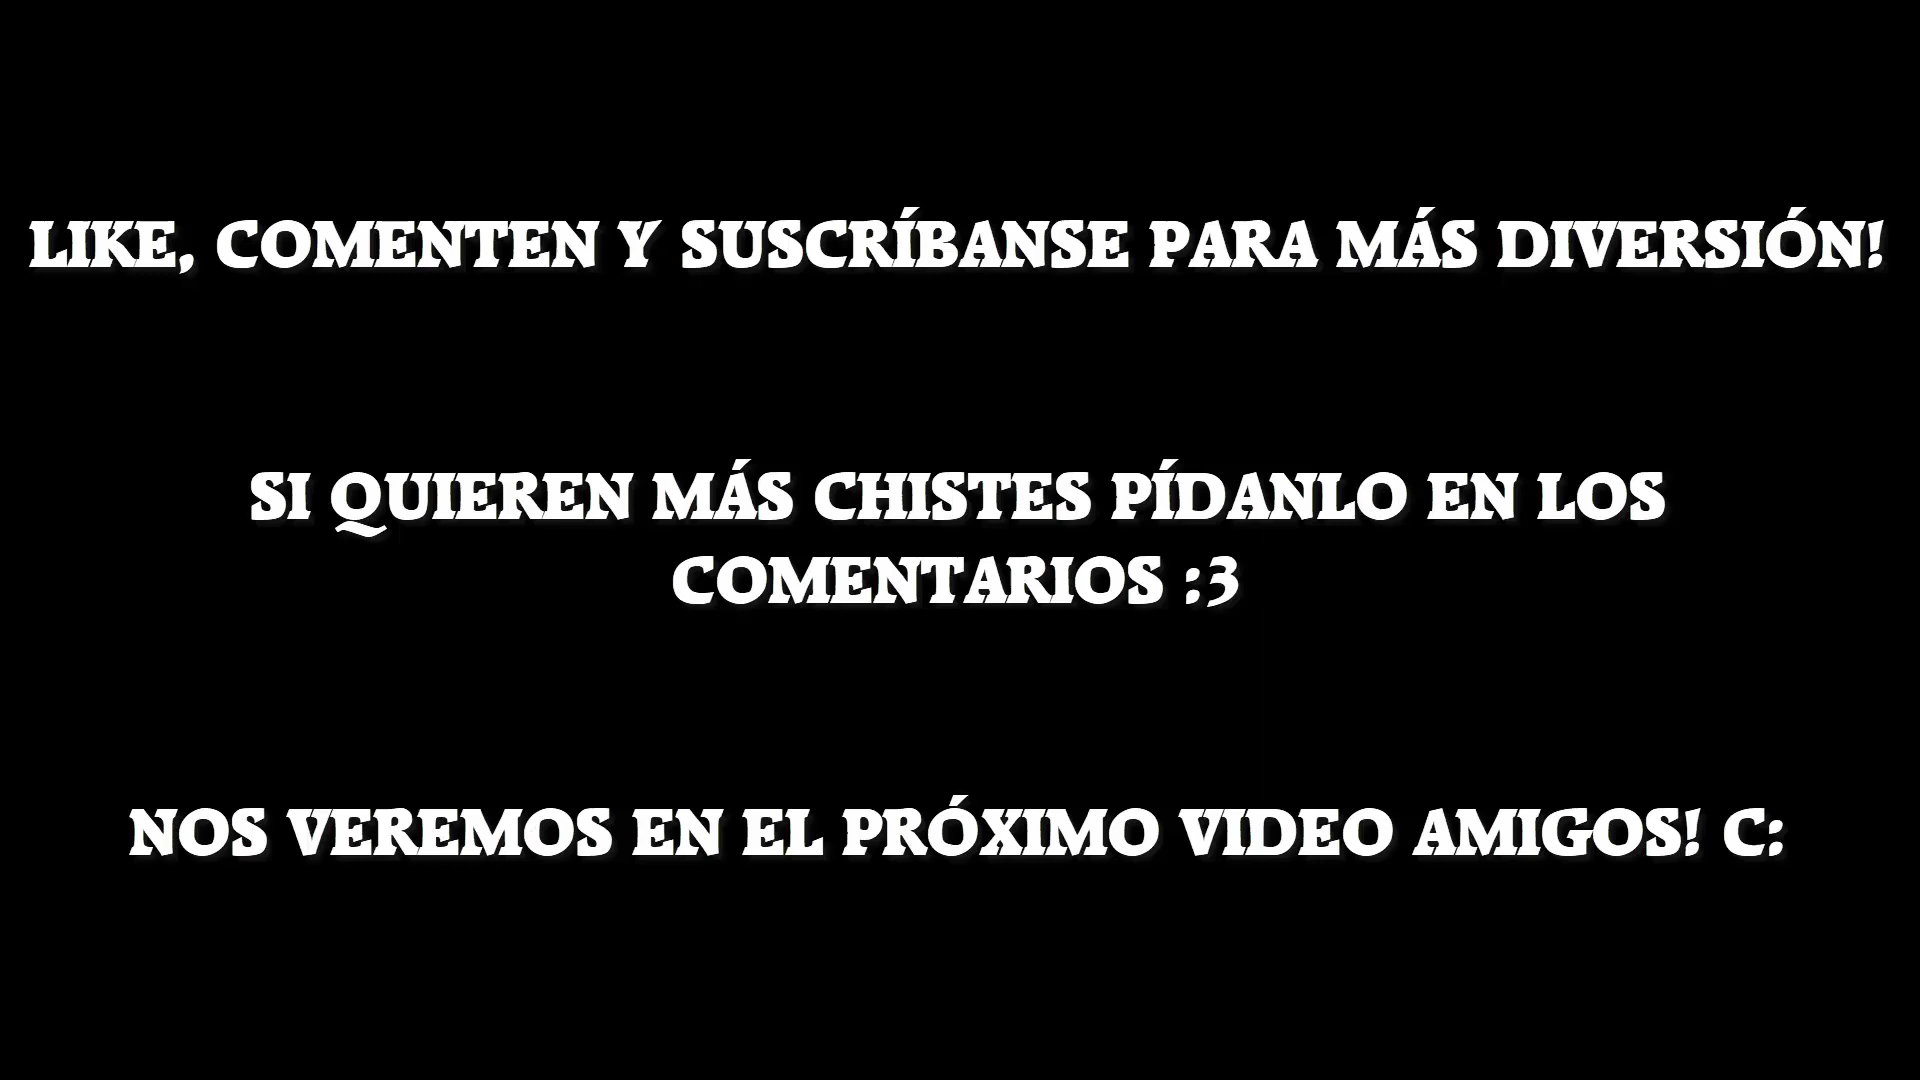 LIKE, COMENTEN Y SUSCRÍBANSE PARA MÁS DIVERSIÓN!
SI QUIEREN MÁS CHISTES PÍDANLO EN LOS
COMENTARIOS :3
NOS VEREMOS EN EL PRÓXIMO VIDEO AMIGOS! C: